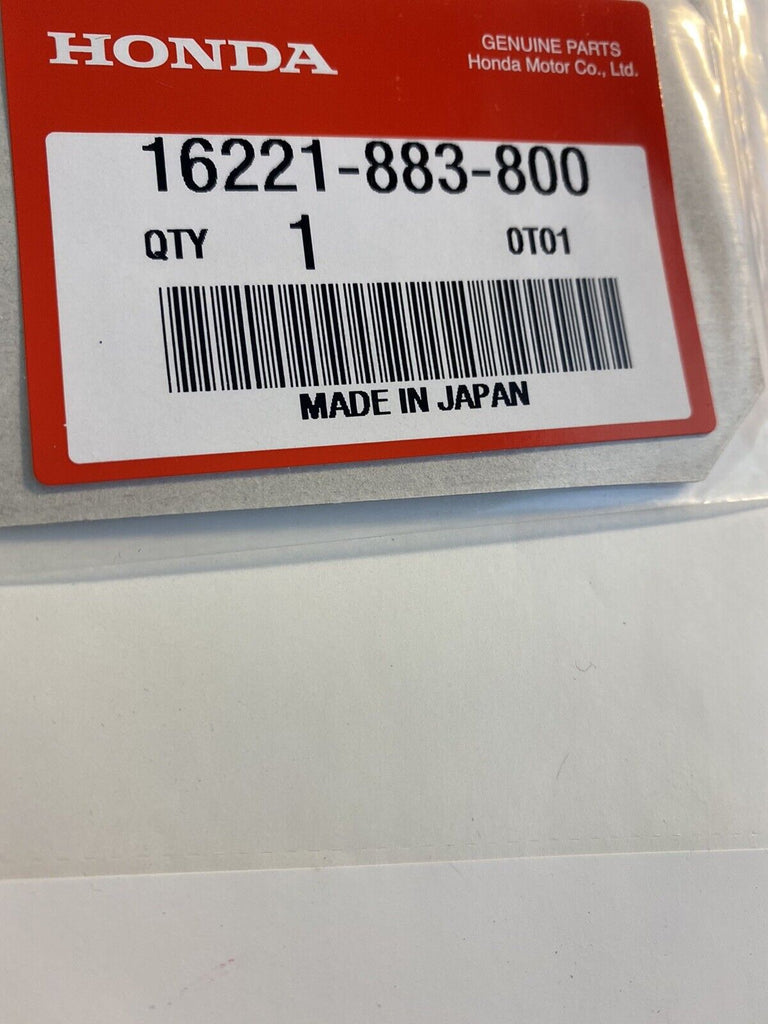 HONDA
GENUINE PARTS
Honda Motor Co., Ltd.
16221-883-800
QTY 1 0T01
MADE IN JAPAN